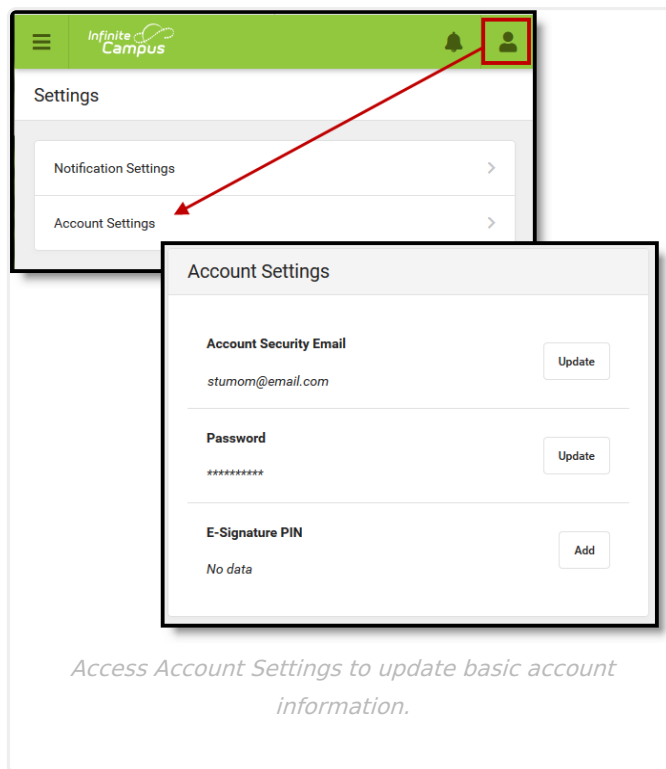 Infinite
Campus
Settings
Notification Settings
Account Settings
Account Settings
Account Security Email
stumom@email.com
Update
Password
**********
Update
E-Signature PIN
No data
Add
Access Account Settings to update basic account
information.